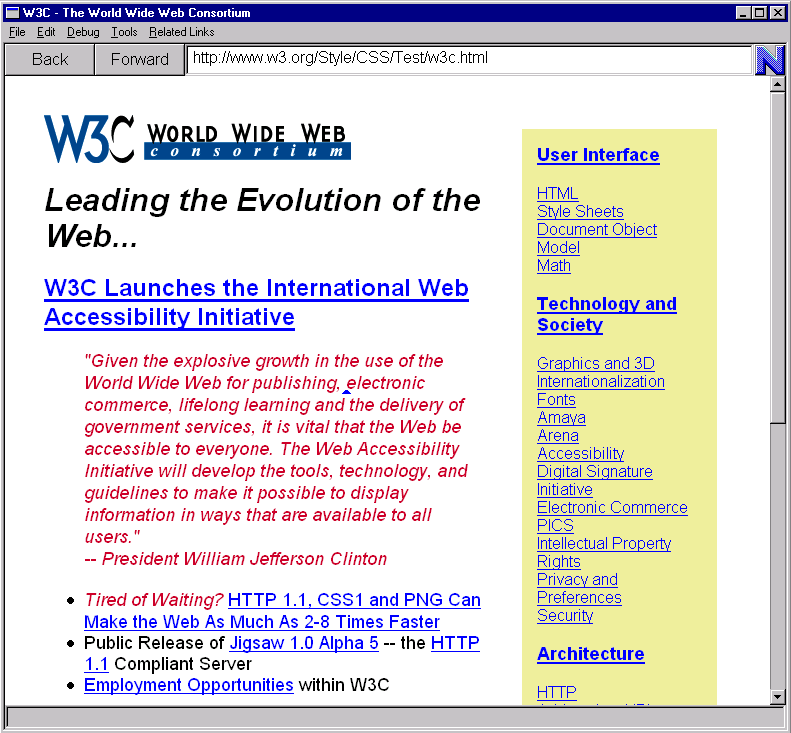 W3C - The World Wide Web Consortium
File Edit Debug Tools Related Links
Back Forward http://www.w3.org/Style/CSS/Test/w3c.html
W3C WORLD WIDE WEB
consortium
Leading the Evolution of the
Web...
W3C Launches the International Web
Accessibility Initiative
"Given the explosive growth in the use of the
World Wide Web for publishing, electronic
commerce, lifelong learning and the delivery of
government services, it is vital that the Web be
accessible to everyone. The Web Accessibility
Initiative will develop the tools, technology, and
guidelines to make it possible to display
information in ways that are available to all
users."
-- President William Jefferson Clinton
Tired of Waiting? HTTP 1.1, CSS1 and PNG Can
Make the Web As Much As 2-8 Times Faster
Public Release of Jigsaw 1.0 Alpha 5 -- the HTTP
1.1 Compliant Server
Employment Opportunities within W3C
User Interface
HTML
Style Sheets
Document Object
Model
Math
Technology and
Society
Graphics and 3D
Internationalization
Fonts
Amaya
Arena
Accessibility
Digital Signature
Initiative
Electronic Commerce
PICS
Intellectual Property
Rights
Privacy and
Preferences
Security
Architecture
HTTP